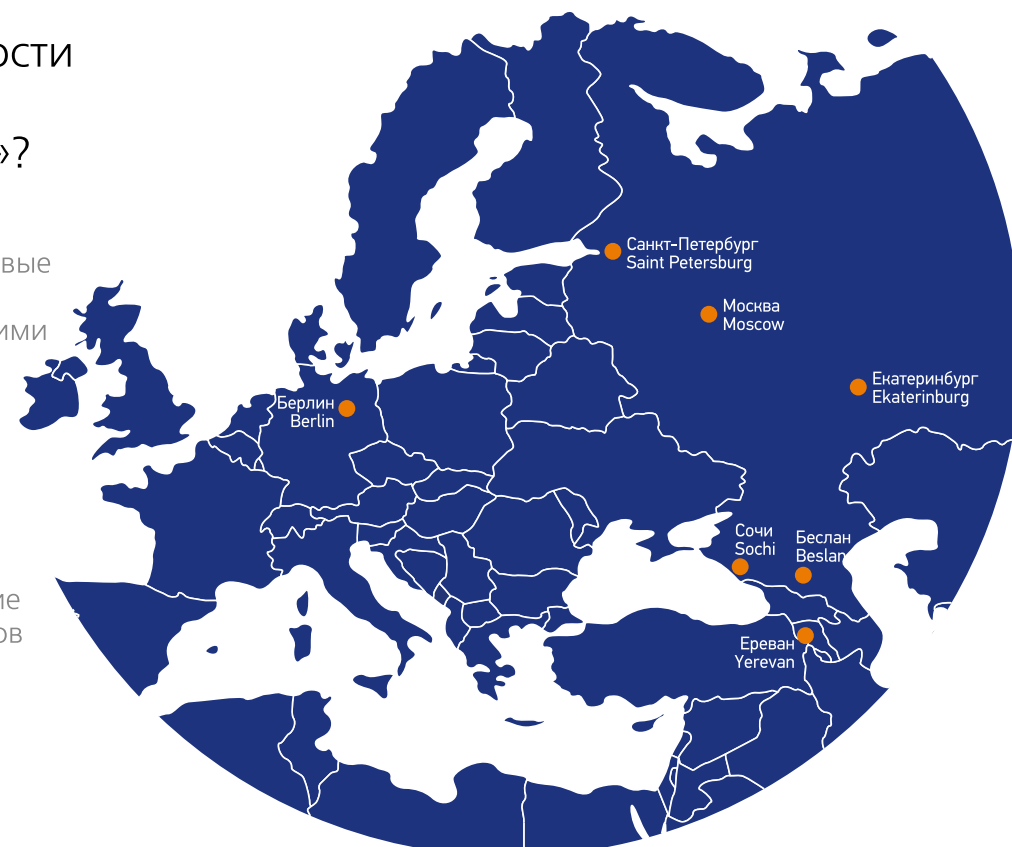 ости
»?
вые
ими
ие
ов
Санкт-Петербург
Saint Petersburg
Москва
Moscow
Екатеринбург
Ekaterinburg
Берлин
Berlin
Сочи
Sochi
Беслан
Beslan
Ереван
Yerevan